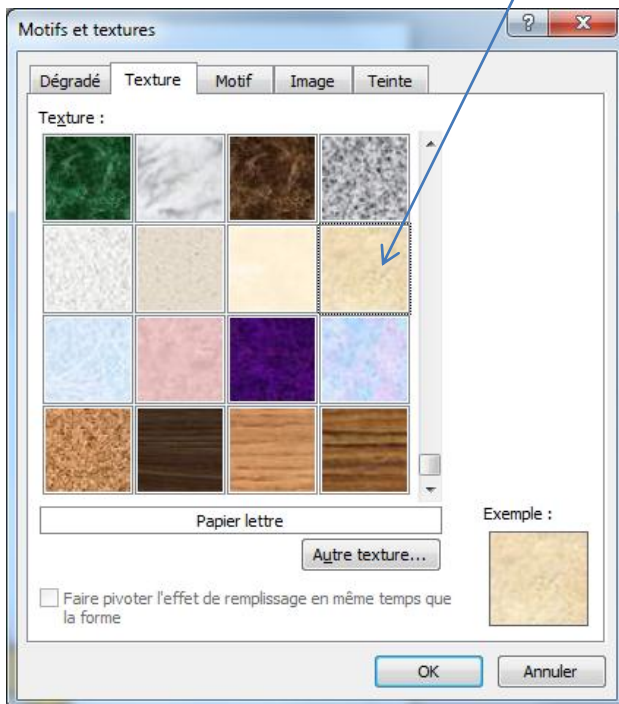 Motifs et textures
Dégradé Texture Motif Image Teinte
Texture :
Papier lettre
Exemple :
Autre texture...
Faire pivoter l'effet de remplissage en même temps que
la forme
OK Annuler